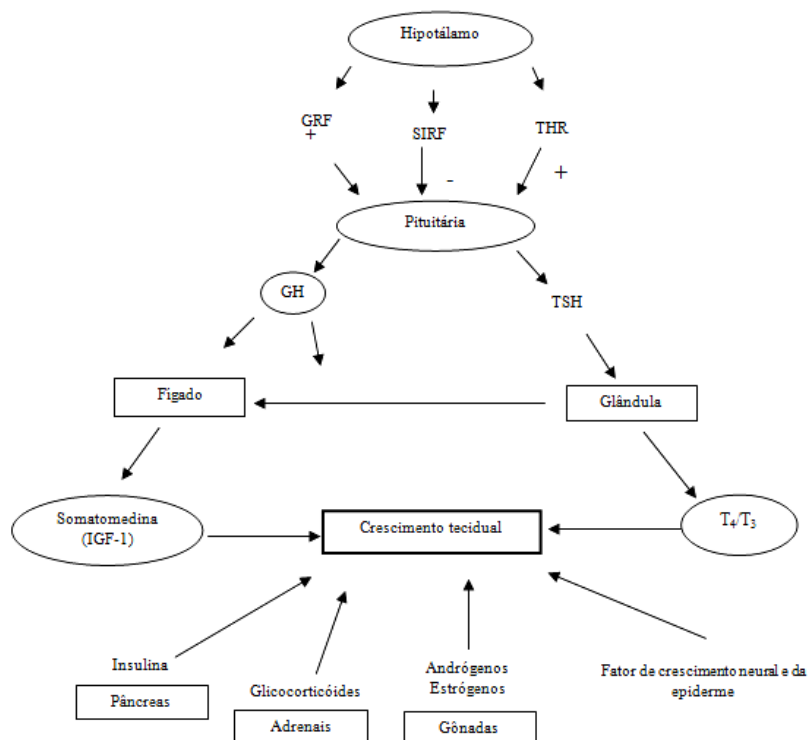 Hipotálamo
GRF
+
SIRF
THR
-
+
Pituitária
GH
TSH
Fígado
Glândula
Somatomedina
(IGF-1)
Crescimento tecidual
T₄/T₃
Insulina
Pâncreas
Glicocorticóides
Adrenais
Andrógenos
Estrógenos
Gônadas
Fator de crescimento neural e da
epiderme